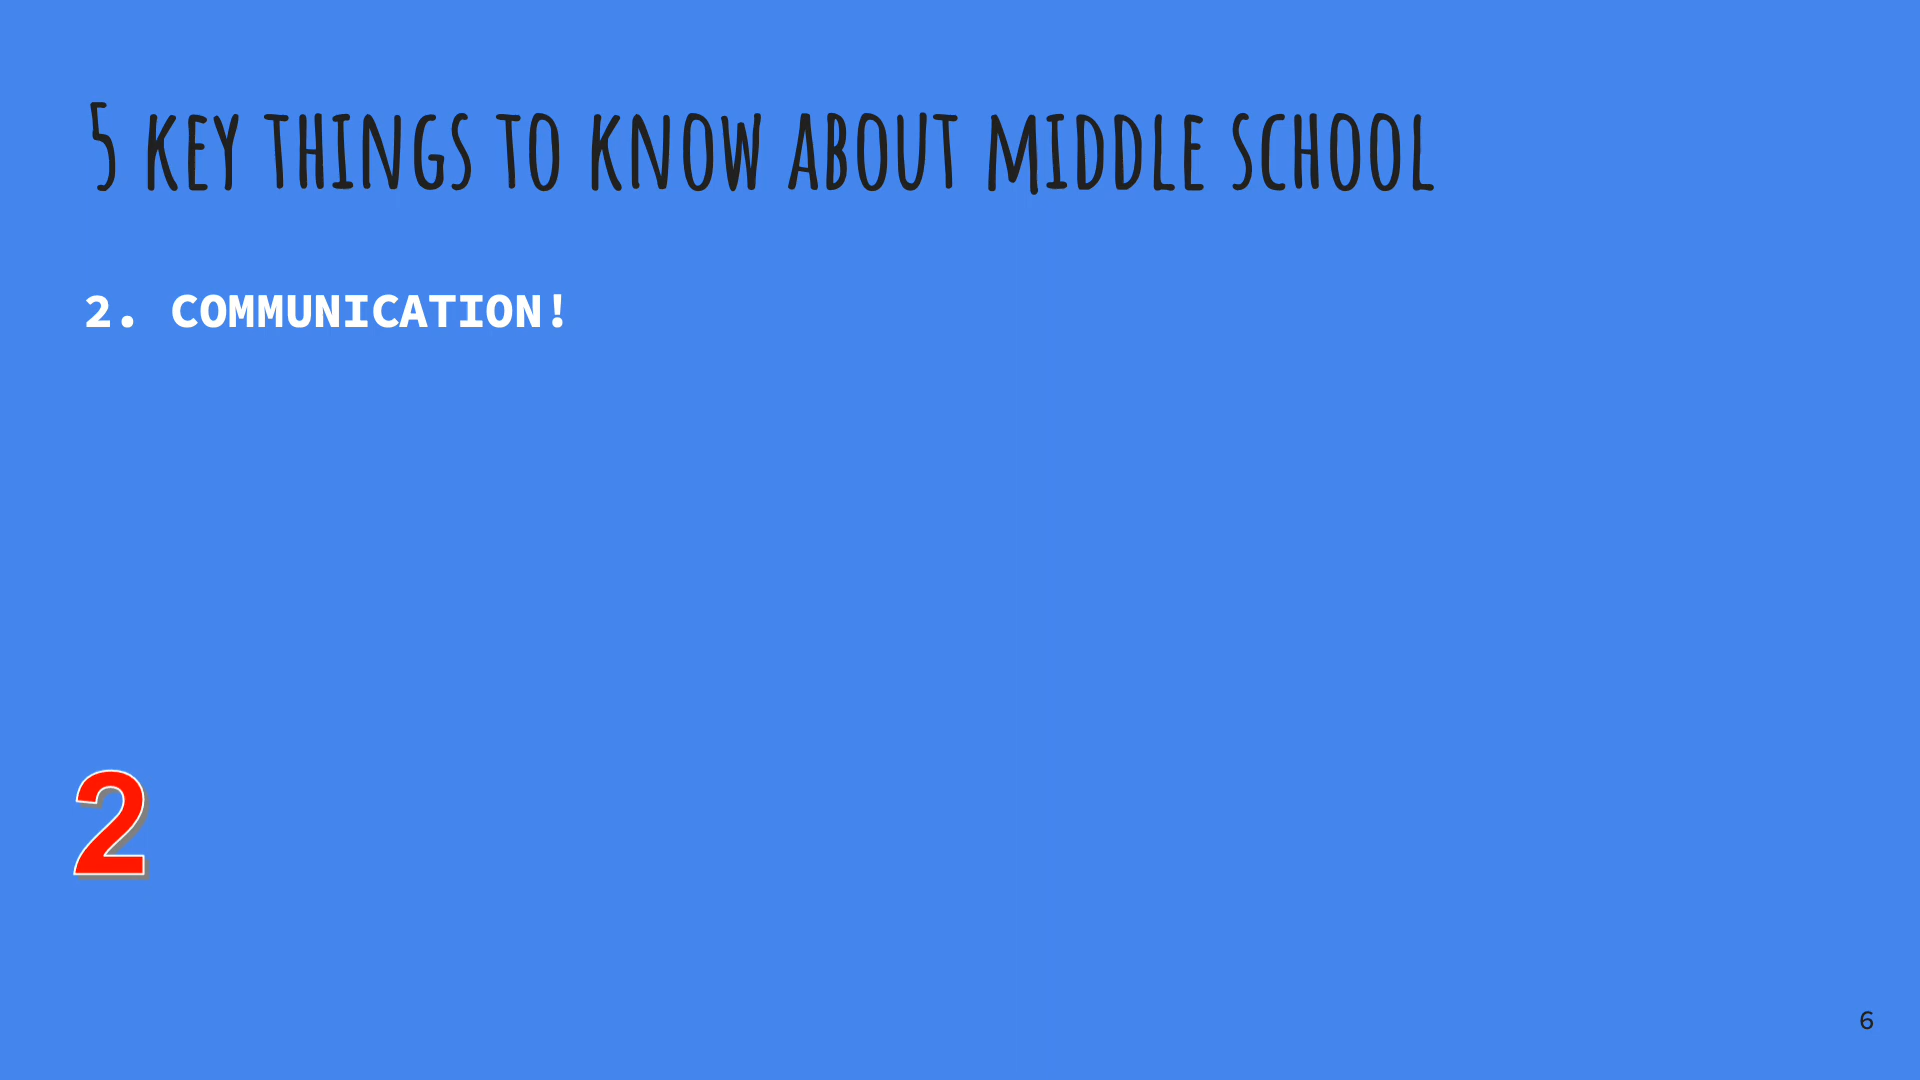 5 KEY THINGS TO KNOW ABOUT MIDDLE SCHOOL
2. COMMUNICATION!
2
6